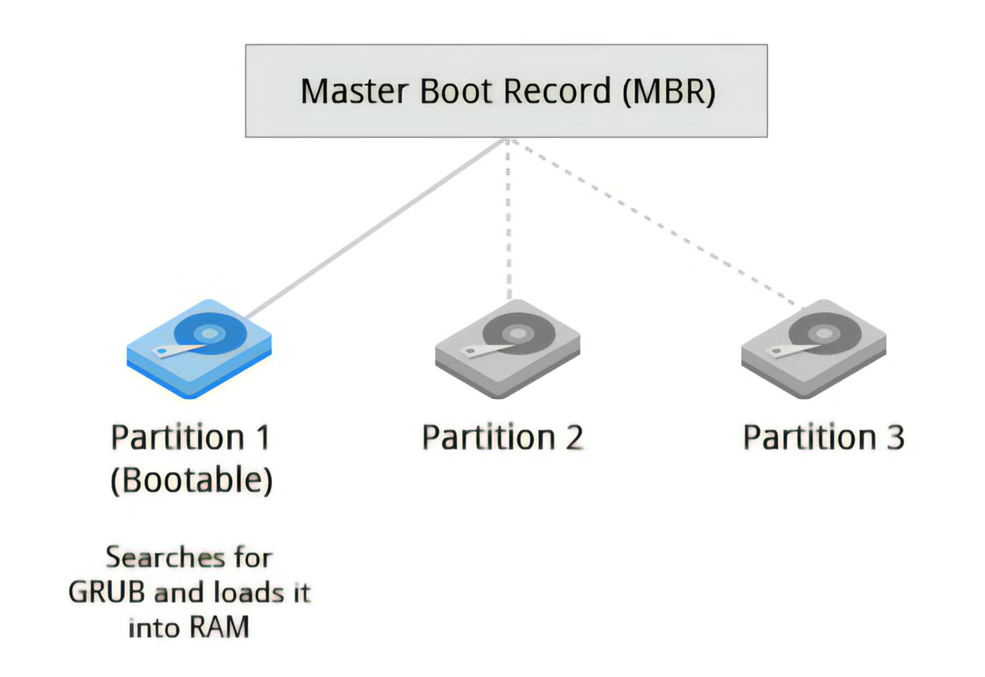 Master Boot Record (MBR)
Partition 1
(Bootable)
Partition 2
Partition 3
Searches for
GRUB and loads it
into RAM